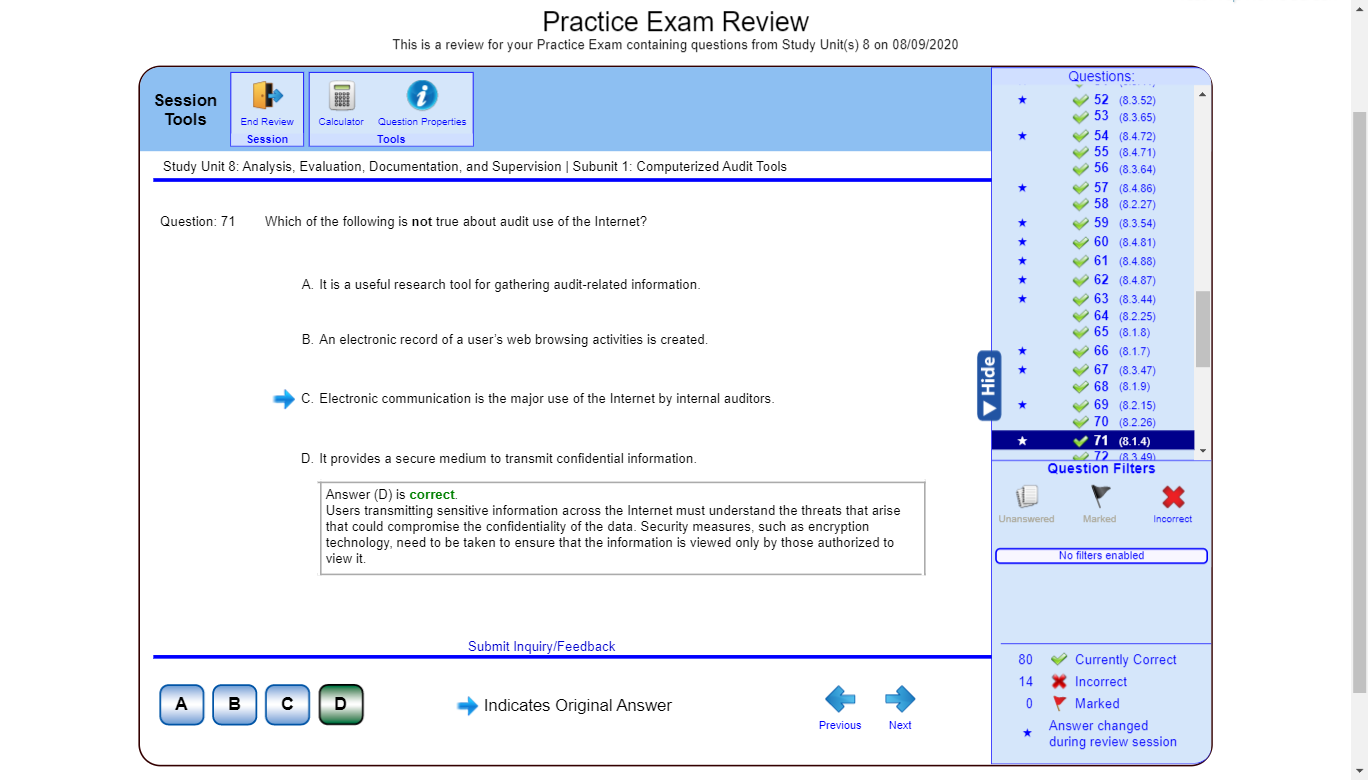 Practice Exam Review
This is a review for your Practice Exam containing questions from Study Unit(s) 8 on 08/09/2020
Session
Tools
End Review
Session
Calculator
Question Properties
Tools
Study Unit 8: Analysis, Evaluation, Documentation, and Supervision | Subunit 1: Computerized Audit Tools
Question: 71
Which of the following is not true about audit use of the Internet?
A. It is a useful research tool for gathering audit-related information.
B. An electronic record of a user's web browsing activities is created.
C. Electronic communication is the major use of the Internet by internal auditors.
D. It provides a secure medium to transmit confidential information.
Answer (D) is correct.
Users transmitting sensitive information across the Internet must understand the threats that arise
that could compromise the confidentiality of the data. Security measures, such as encryption
technology, need to be taken to ensure that the information is viewed only by those authorized to
view it.
Submit Inquiry/Feedback
A B C D
Indicates Original Answer
Previous
Next
Hide
Questions:
52 (8.3.52)
53 (8.3.65)
54 (8.4.72)
55 (8.4.71)
56 (8.3.64)
57 (8.4.86)
58 (8.2.27)
59 (8.3.54)
60 (8.4.81)
61 (8.4.88)
62 (8.4.87)
63 (8.3.44)
64 (8.2.25)
65 (8.1.8)
66 (8.1.7)
67 (8.3.47)
68 (8.1.9)
69 (8.2.15)
70 (8.2.26)
71 (8.1.4)
72 (8.3.49)
Question Filters
Unanswered
Marked
Incorrect
No filters enabled
80 Currently Correct
14 Incorrect
0 Marked
Answer changed
during review session